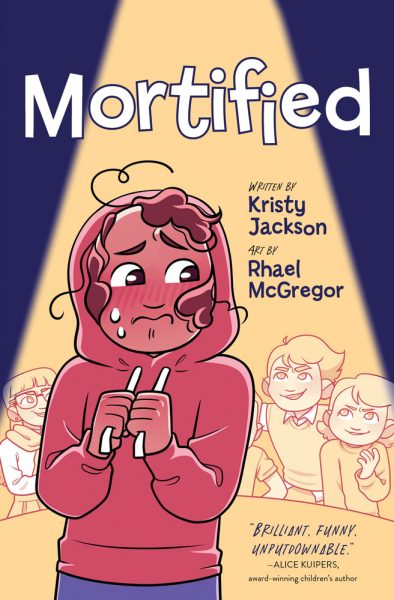 Mortified
WRITTEN BY
Kristy
Jackson
ART BY
Rhael
McGregor
"BRILLIANT, FUNNY,
UNPUTDOWNABLE."
—ALICE KUIPERS,
award-winning children's author